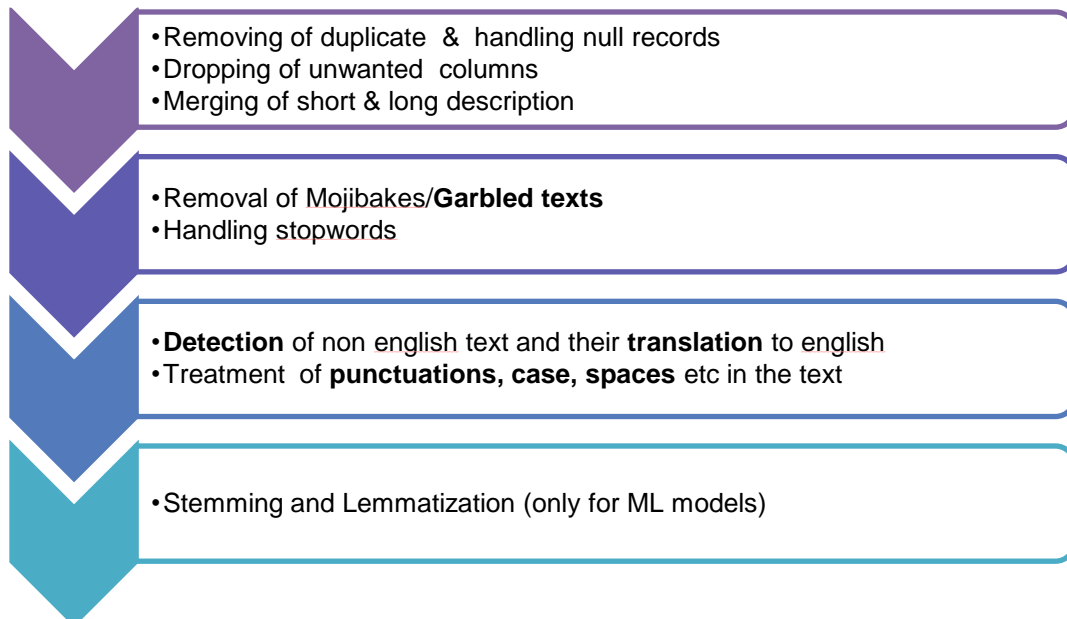 •Removing of duplicate & handling null records
•Dropping of unwanted columns
•Merging of short & long description
•Removal of Mojibakes/Garbled texts
•Handling stopwords
•Detection of non english text and their translation to english
•Treatment of punctuations, case, spaces etc in the text
•Stemming and Lemmatization (only for ML models)